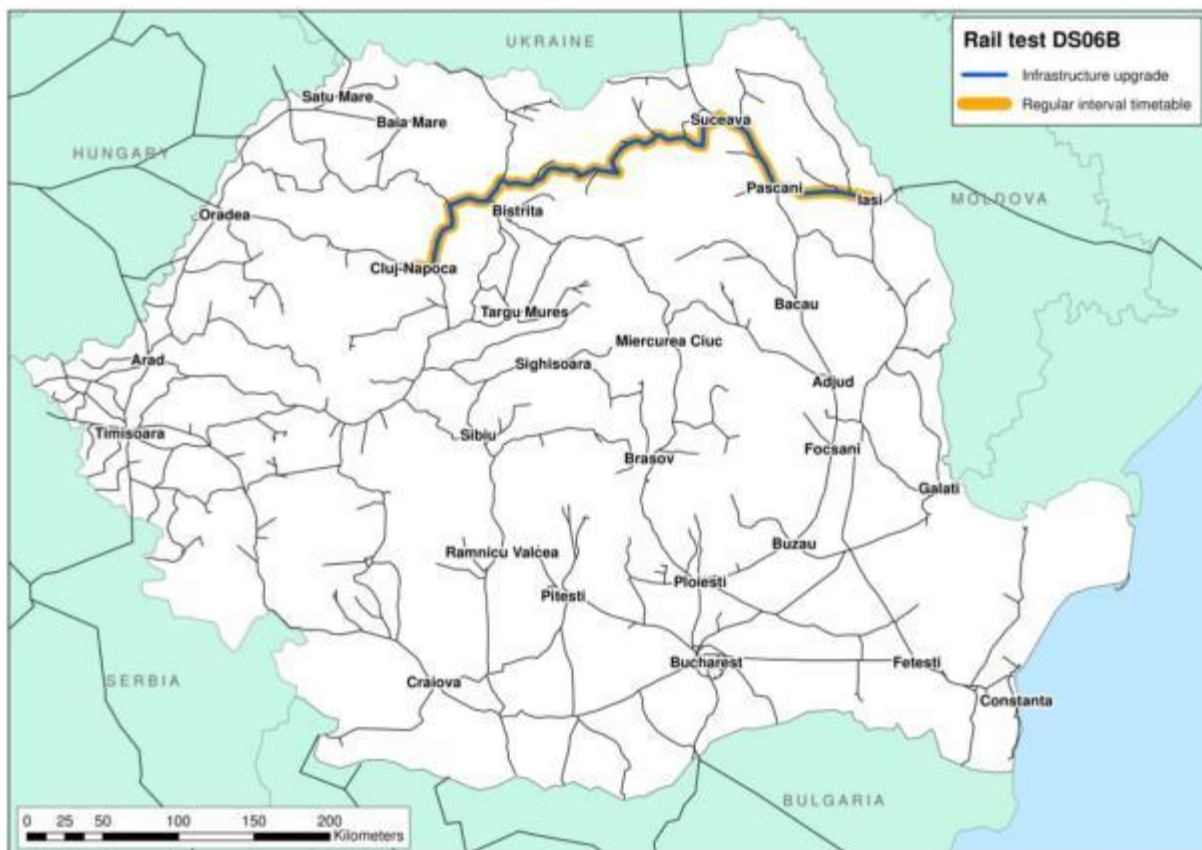 UKRAINE
Rail test DS06B
Infrastructure upgrade
Regular interval timetable
Satu Mare
Baia Mare
Suceava
HUNGARY
Pascani
Iasi
MOLDOVA
Oradea
Bistrita
Cluj-Napoca
Targu Mures
Bacau
Miercurea Ciuc
Arad
Sighisoara
Adjud
Timisoara
Sibiu
Focsani
Brasov
Galati
Ramnicu Valcea
Buzau
Ploiesti
Pitesti
Bucharest
Fetesti
SERBIA
Craiova
Constanta
BULGARIA
0 25 50 100 150 200
Kilometers